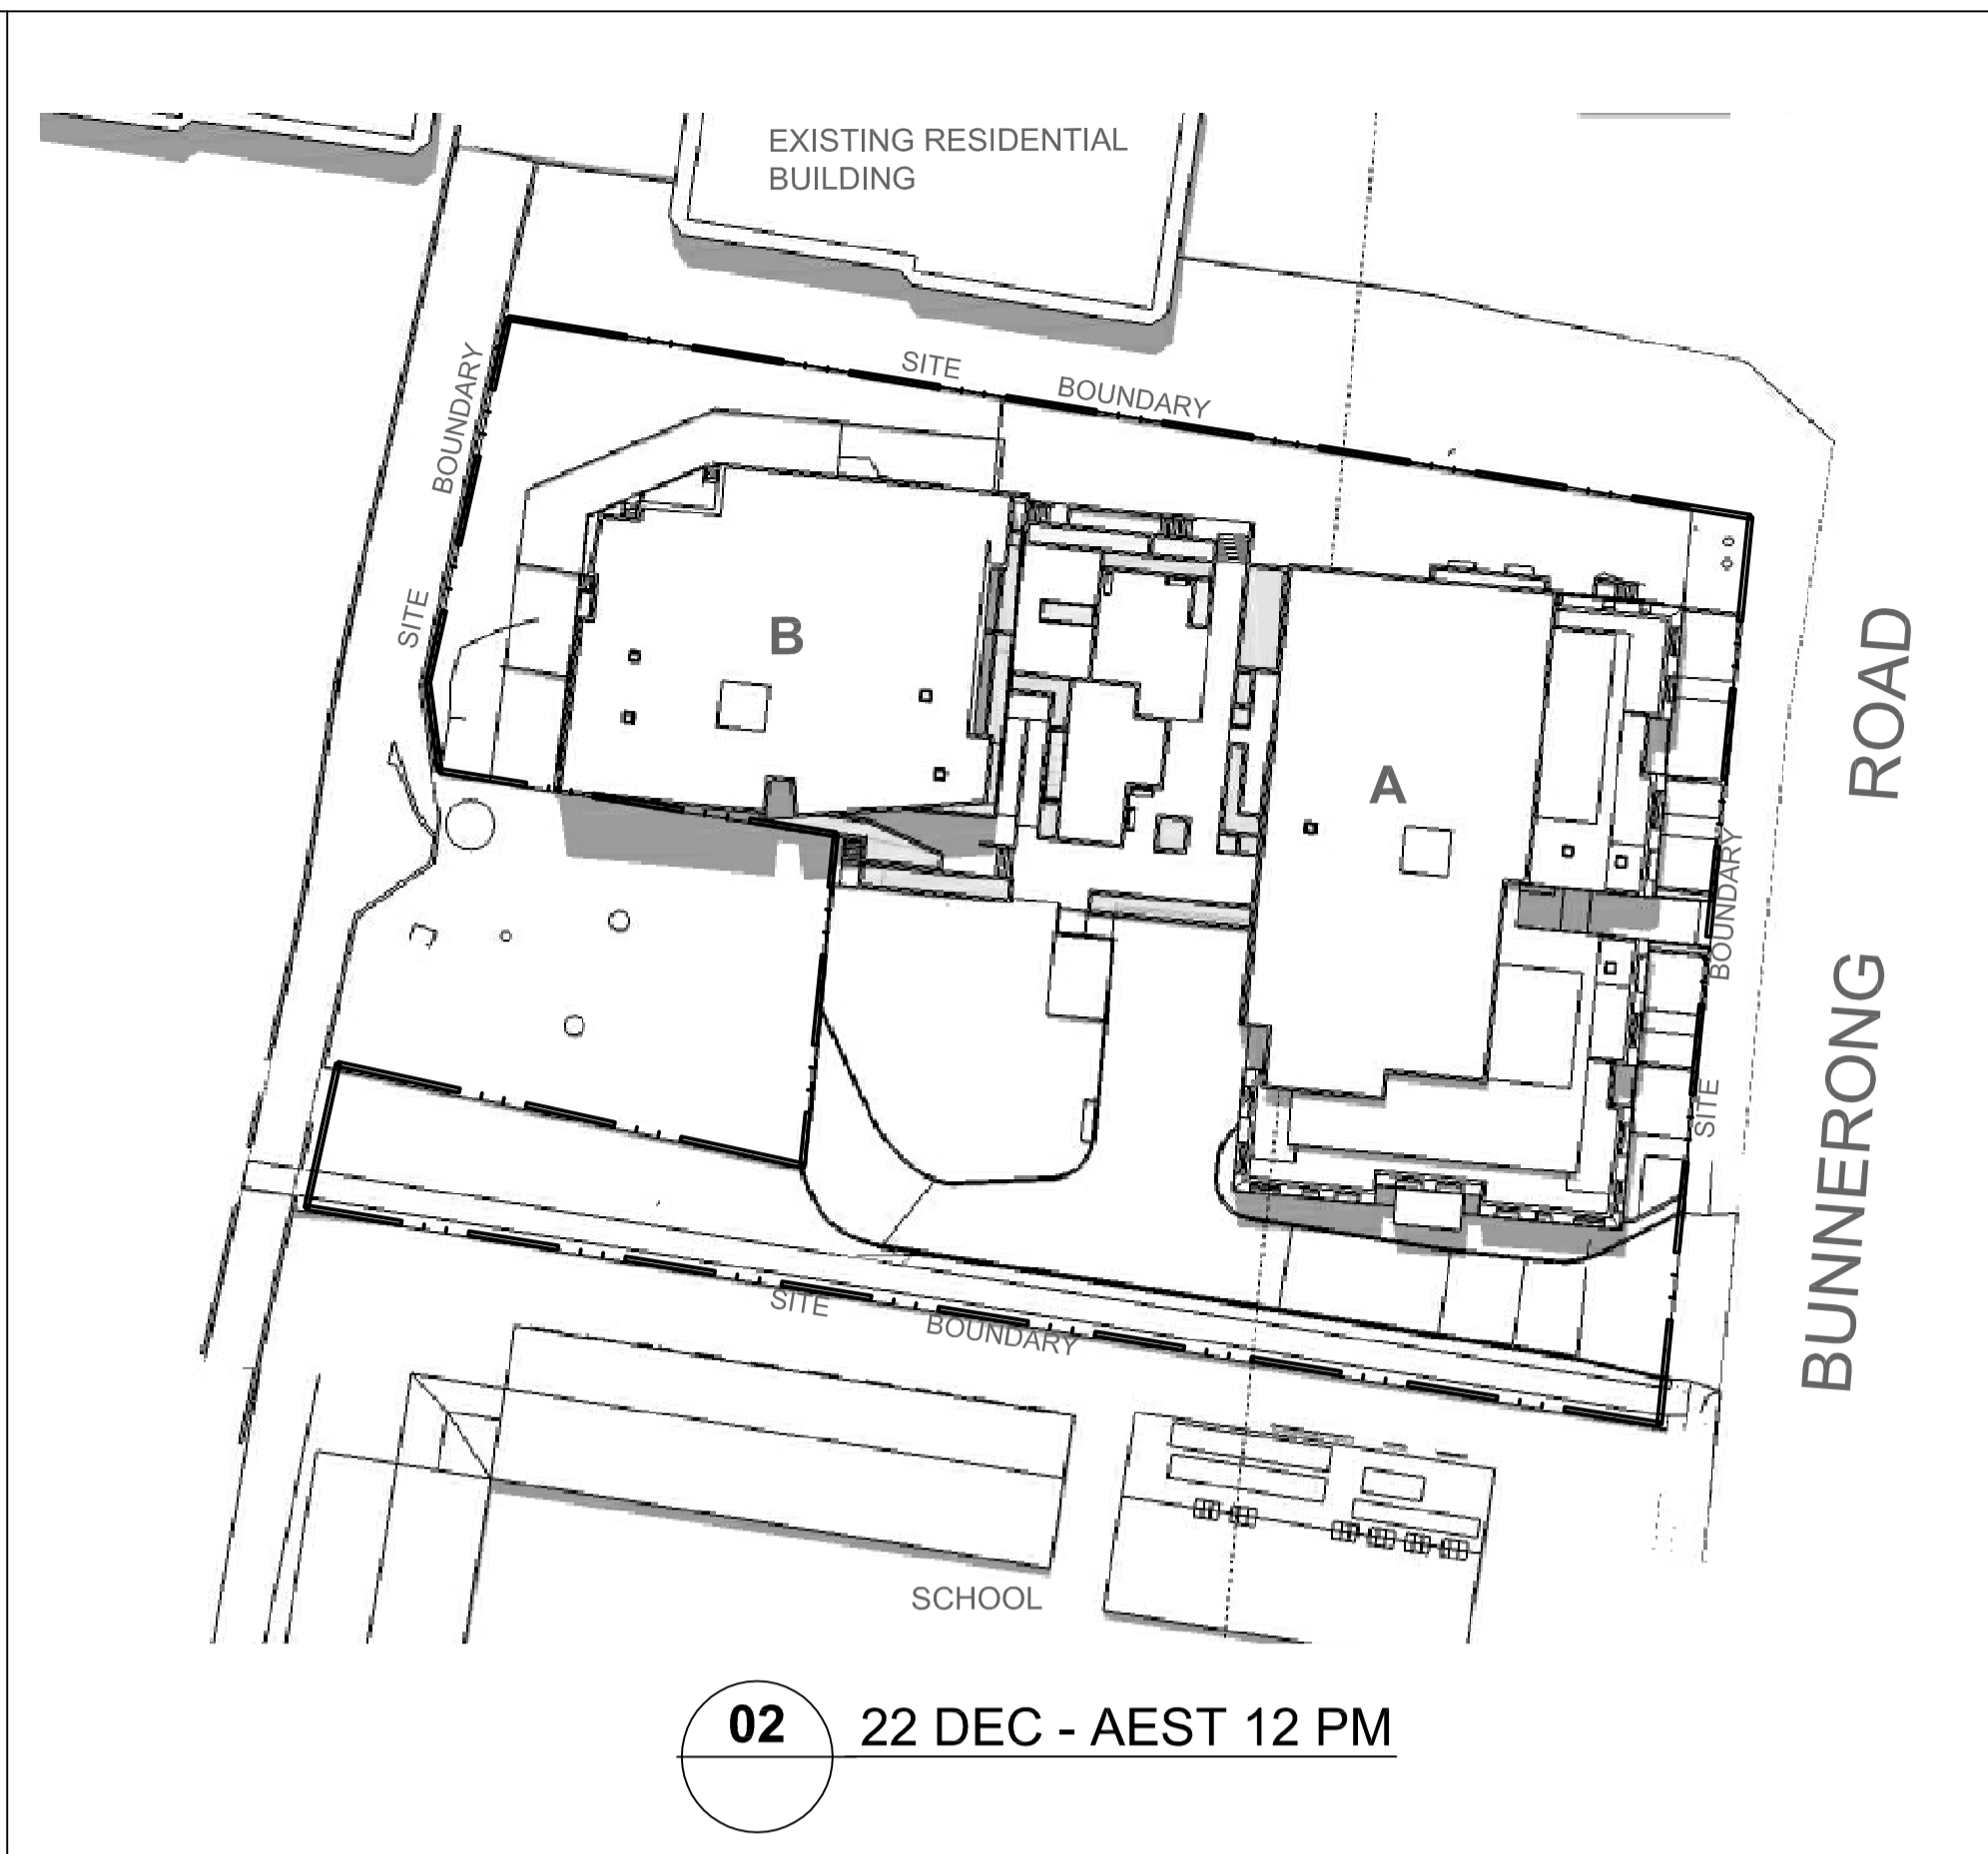 EXISTING RESIDENTIAL
BUILDING
SITE
BOUNDARY
BOUNDARY
SITE
B
A
ROAD
BUNNERONG
BOUNDARY
SITE
SITE
BOUNDARY
SCHOOL
02
22 DEC - AEST 12 PM